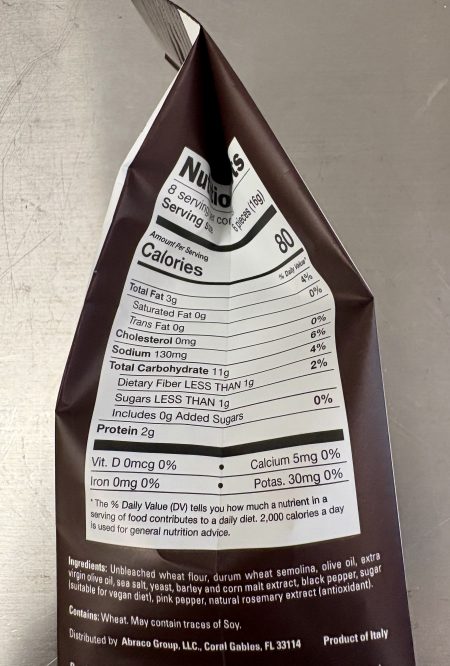 8 servin
Serving
pieces (16g)
Amount Per Serving
Calories 80
% Daily Value*
Total Fat 3g 4%
Saturated Fat 0g 0%
Trans Fat 0g
Cholesterol 0mg 0%
Sodium 130mg 6%
Total Carbohydrate 11g 4%
Dietary Fiber LESS THAN 1g 2%
Sugars LESS THAN 1g
Includes 0g Added Sugars 0%
Protein 2g
Vit. D 0mcg 0% • Calcium 5mg 0%
Iron 0mg 0% • Potas. 30mg 0%
* The % Daily Value (DV) tells you how much a nutrient in a
serving of food contributes to a daily diet. 2,000 calories a day
is used for general nutrition advice.
Ingredients: Unbleached wheat flour, durum wheat semolina, olive oil, extra
virgin olive oil, sea salt, yeast, barley and corn malt extract, black pepper, sugar
(suitable for vegan diet), pink pepper, natural rosemary extract (antioxidant).
Contains: Wheat. May contain traces of Soy.
Distributed by Abraco Group, LLC., Coral Gables, FL 33114 Product of Italy